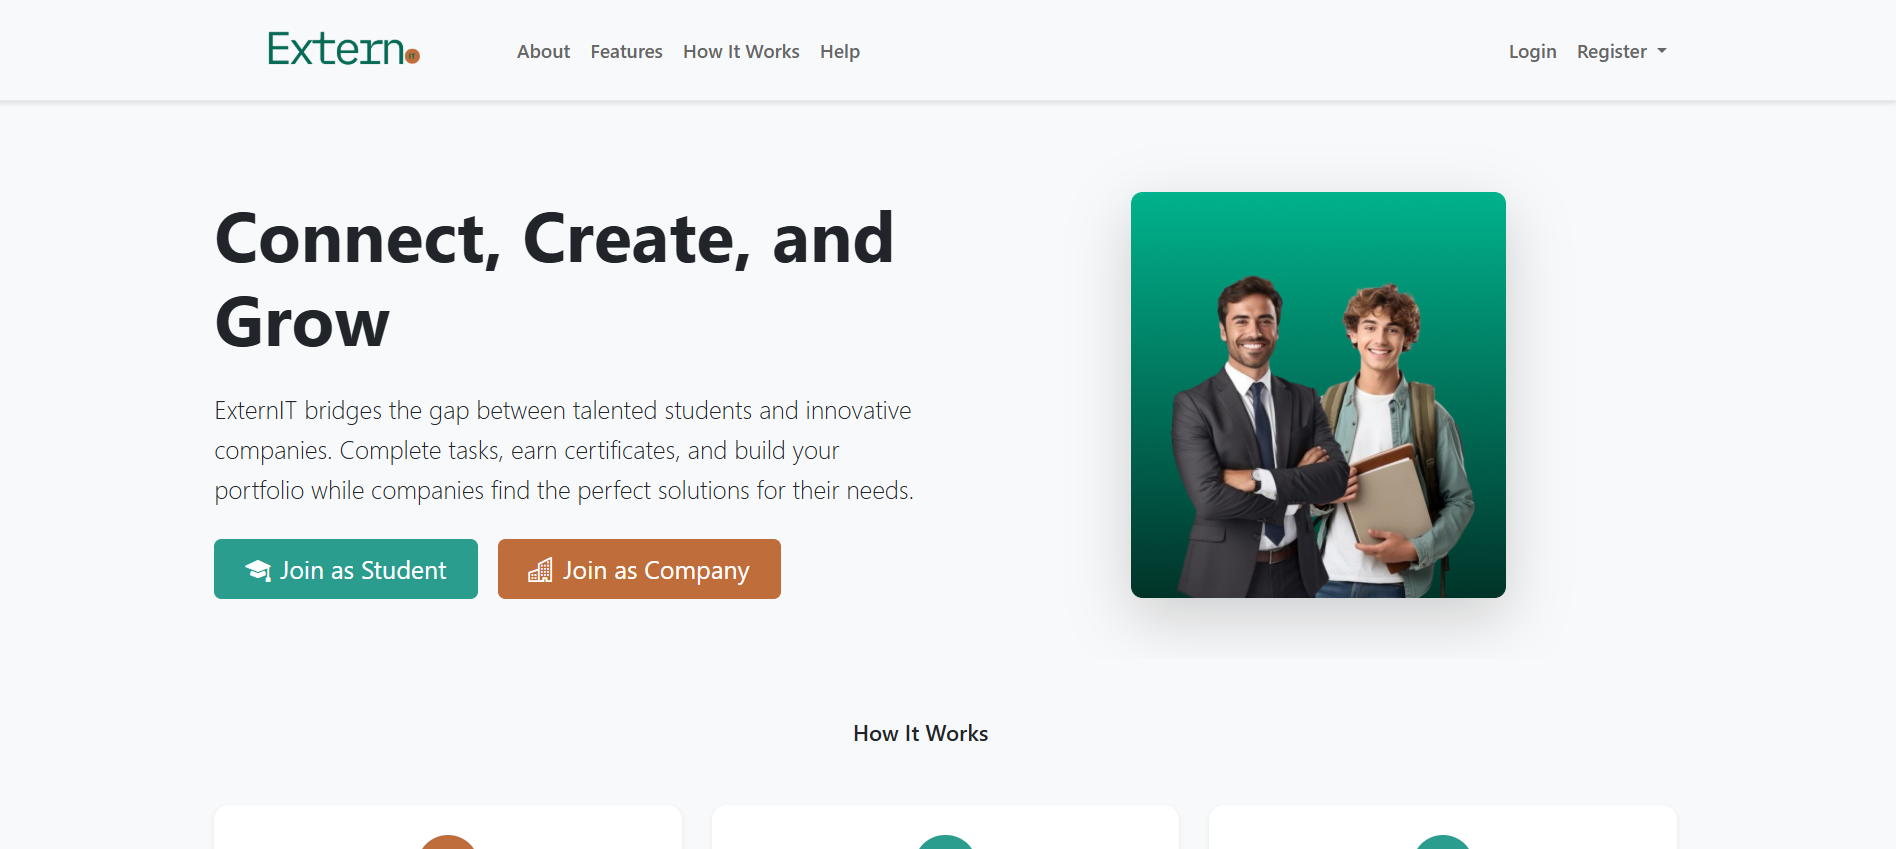 Extern.IT
About Features How It Works Help
Login Register
Connect, Create, and
Grow
ExternIT bridges the gap between talented students and innovative
companies. Complete tasks, earn certificates, and build your
portfolio while companies find the perfect solutions for their needs.
Join as Student Join as Company
How It Works